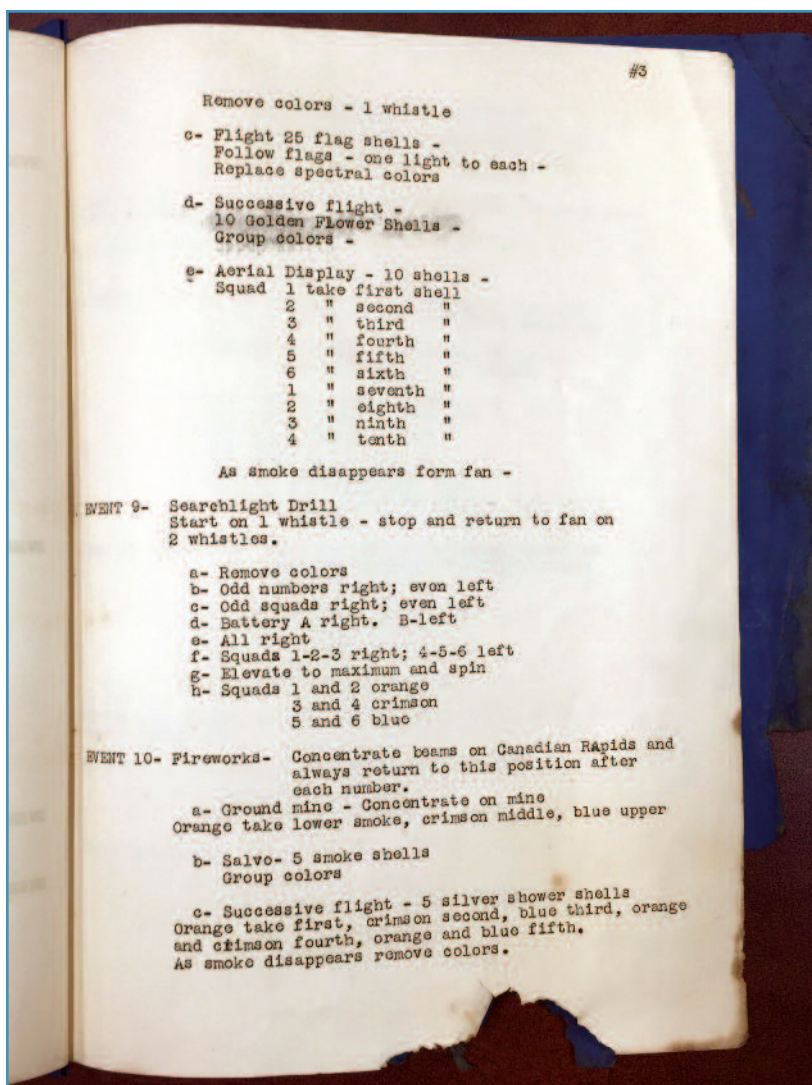 #3
Remove colors - 1 whistle
c- Flight 25 flag shells -
Follow flags - one light to each -
Replace spectral colors
d- Successive flight -
10 Golden Flower Shells -
Group colors -
e- Aerial Display - 10 shells -
Squad 1 take first shell
2 " second "
3 " third "
4 " fourth "
5 " fifth "
6 " sixth "
1 " seventh "
2 " eighth "
3 " ninth "
4 " tenth "
As smoke disappears form fan -
EVENT 9- Searchlight Drill
Start on 1 whistle - stop and return to fan on
2 whistles.
a- Remove colors
b- Odd numbers right; even left
c- Odd squads right; even left
d- Battery A right. B-left
e- All right
f- Squads 1-2-3 right; 4-5-6 left
g- Elevate to maximum and spin
h- Squads 1 and 2 orange
3 and 4 crimson
5 and 6 blue
EVENT 10- Fireworks- Concentrate beams on Canadian RApids and
always return to this position after
each number.
a- Ground mine - Concentrate on mine
Orange take lower smoke, crimson middle, blue upper
b- Salvo- 5 smoke shells
Group colors
c- Successive flight - 5 silver shower shells
Orange take first, crimson second, blue third, orange
and crimson fourth, orange and blue fifth.
As smoke disappears remove colors.